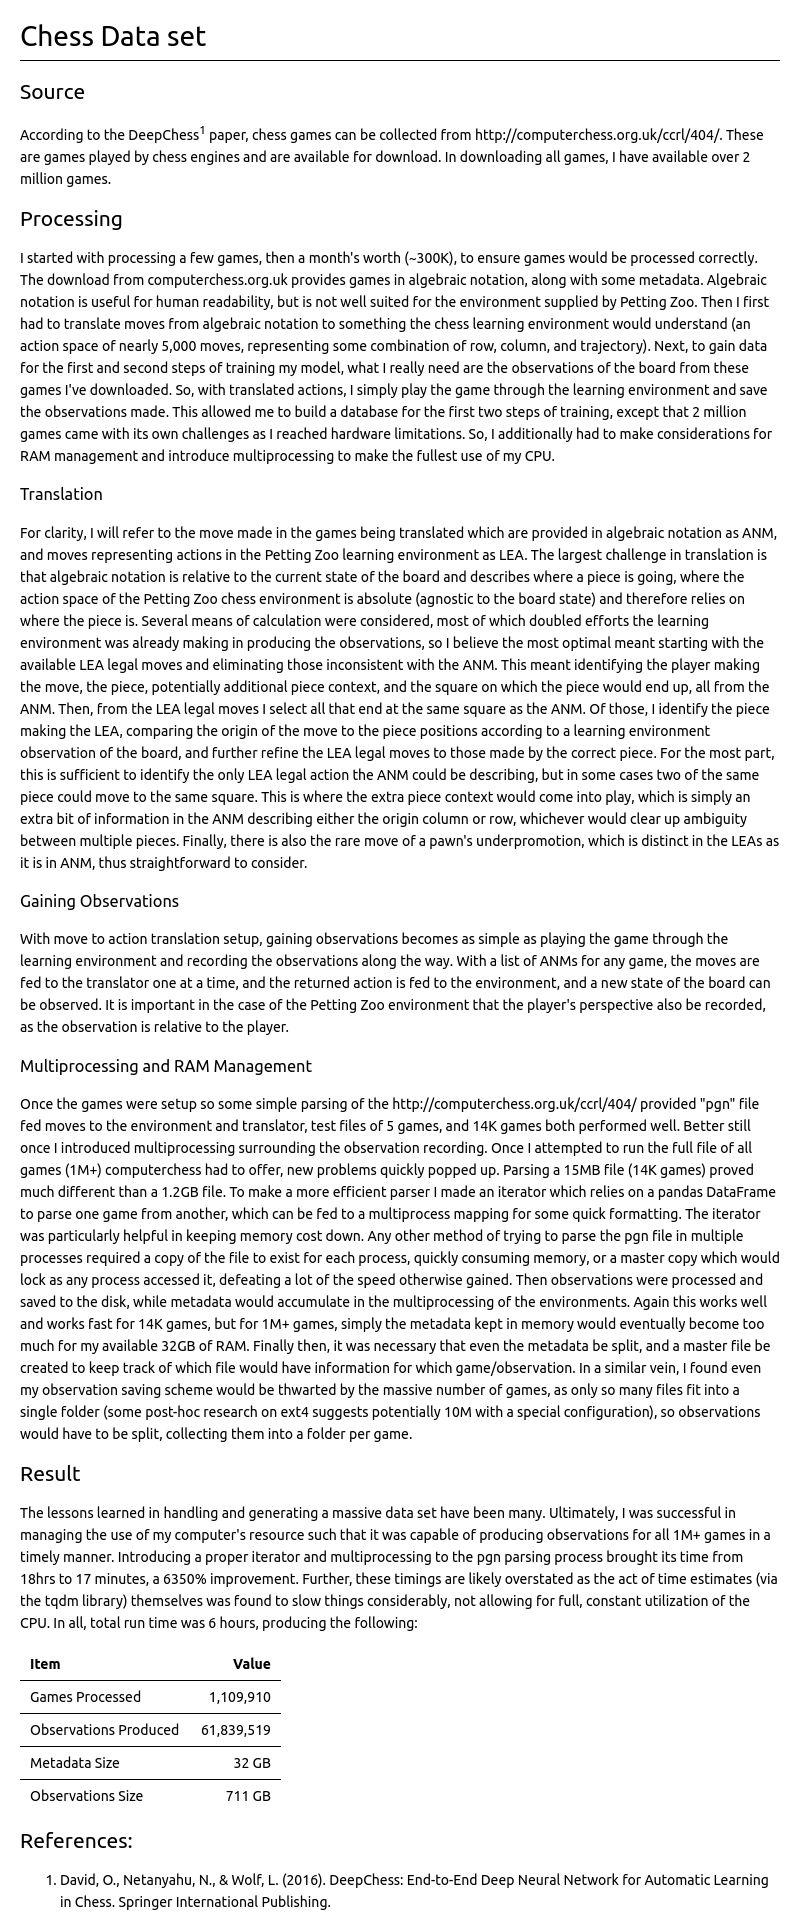 Chess Data set
Source
According to the DeepChess1 paper, chess games can be collected from http://computerchess.org.uk/ccrl/404/. These
are games played by chess engines and are available for download. In downloading all games, I have available over 2
million games.
Processing
I started with processing a few games, then a month's worth (~300K), to ensure games would be processed correctly.
The download from computerchess.org.uk provides games in algebraic notation, along with some metadata. Algebraic
notation is useful for human readability, but is not well suited for the environment supplied by Petting Zoo. Then I first
had to translate moves from algebraic notation to something the chess learning environment would understand (an
action space of nearly 5,000 moves, representing some combination of row, column, and trajectory). Next, to gain data
for the first and second steps of training my model, what I really need are the observations of the board from these
games I've downloaded. So, with translated actions, I simply play the game through the learning environment and save
the observations made. This allowed me to build a database for the first two steps of training, except that 2 million
games came with its own challenges as I reached hardware limitations. So, I additionally had to make considerations for
RAM management and introduce multiprocessing to make the fullest use of my CPU.
Translation
For clarity, I will refer to the move made in the games being translated which are provided in algebraic notation as ANM,
and moves representing actions in the Petting Zoo learning environment as LEA. The largest challenge in translation is
that algebraic notation is relative to the current state of the board and describes where a piece is going, where the
action space of the Petting Zoo chess environment is absolute (agnostic to the board state) and therefore relies on
where the piece is. Several means of calculation were considered, most of which doubled efforts the learning
environment was already making in producing the observations, so I believe the most optimal meant starting with the
available LEA legal moves and eliminating those inconsistent with the ANM. This meant identifying the player making
the move, the piece, potentially additional piece context, and the square on which the piece would end up, all from the
ANM. Then, from the LEA legal moves I select all that end at the same square as the ANM. Of those, I identify the piece
making the LEA, comparing the origin of the move to the piece positions according to a learning environment
observation of the board, and further refine the LEA legal moves to those made by the correct piece. For the most part,
this is sufficient to identify the only LEA legal action the ANM could be describing, but in some cases two of the same
piece could move to the same square. This is where the extra piece context would come into play, which is simply an
extra bit of information in the ANM describing either the origin column or row, whichever would clear up ambiguity
between multiple pieces. Finally, there is also the rare move of a pawn's underpromotion, which is distinct in the LEAs as
it is in ANM, thus straightforward to consider.
Gaining Observations
With move to action translation setup, gaining observations becomes as simple as playing the game through the
learning environment and recording the observations along the way. With a list of ANMs for any game, the moves are
fed to the translator one at a time, and the returned action is fed to the environment, and a new state of the board can
be observed. It is important in the case of the Petting Zoo environment that the player's perspective also be recorded,
as the observation is relative to the player.
Multiprocessing and RAM Management
Once the games were setup so some simple parsing of the http://computerchess.org.uk/ccrl/404/ provided "pgn" file
fed moves to the environment and translator, test files of 5 games, and 14K games both performed well. Better still
once I introduced multiprocessing surrounding the observation recording. Once I attempted to run the full file of all
games (1M+) computerchess had to offer, new problems quickly popped up. Parsing a 15MB file (14K games) proved
much different than a 1.2GB file. To make a more efficient parser I made an iterator which relies on a pandas DataFrame
to parse one game from another, which can be fed to a multiprocess mapping for some quick formatting. The iterator
was particularly helpful in keeping memory cost down. Any other method of trying to parse the pgn file in multiple
processes required a copy of the file to exist for each process, quickly consuming memory, or a master copy which would
lock as any process accessed it, defeating a lot of the speed otherwise gained. Then observations were processed and
saved to the disk, while metadata would accumulate in the multiprocessing of the environments. Again this works well
and works fast for 14K games, but for 1M+ games, simply the metadata kept in memory would eventually become too
much for my available 32GB of RAM. Finally then, it was necessary that even the metadata be split, and a master file be
created to keep track of which file would have information for which game/observation. In a similar vein, I found even
my observation saving scheme would be thwarted by the massive number of games, as only so many files fit into a
single folder (some post-hoc research on ext4 suggests potentially 10M with a special configuration), so observations
would have to be split, collecting them into a folder per game.
Result
The lessons learned in handling and generating a massive data set have been many. Ultimately, I was successful in
managing the use of my computer's resource such that it was capable of producing observations for all 1M+ games in a
timely manner. Introducing a proper iterator and multiprocessing to the pgn parsing process brought its time from
18hrs to 17 minutes, a 6350% improvement. Further, these timings are likely overstated as the act of time estimates (via
the tqdm library) themselves was found to slow things considerably, not allowing for full, constant utilization of the
CPU. In all, total run time was 6 hours, producing the following:
Item Value
Games Processed 1,109,910
Observations Produced 61,839,519
Metadata Size 32 GB
Observations Size 711 GB
References:
1. David, O., Netanyahu, N., & Wolf, L. (2016). DeepChess: End-to-End Deep Neural Network for Automatic Learning
in Chess. Springer International Publishing.